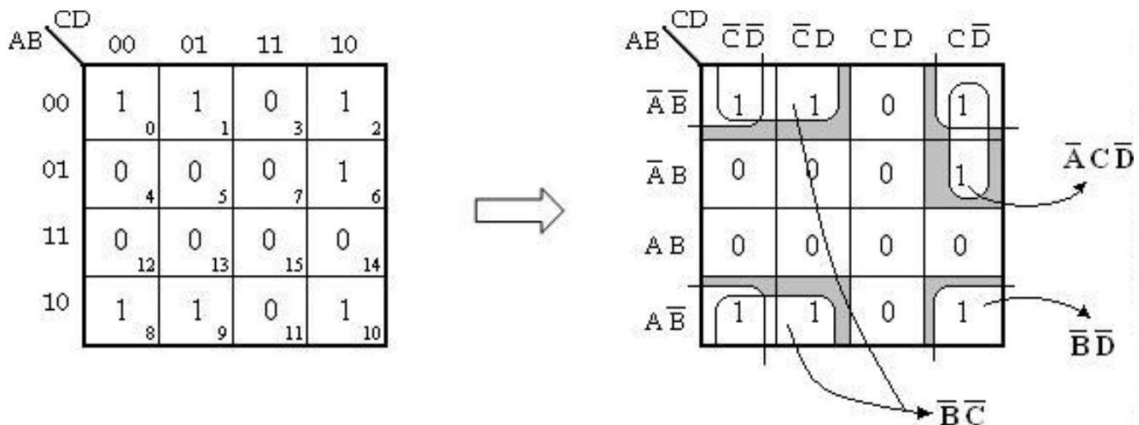 CD
AB 00 01 11 10
00 1 0 1 1 0 3 1 2
01 0 4 0 5 0 7 1 6
11 0 12 0 13 0 15 0 14
10 1 8 1 9 0 11 1 10
CD
AB C̅D̅ C̅D CD CD̅
A̅B̅ 1 1 0 1
A̅B 0 0 0 1
AB 0 0 0 0
AB̅ 1 1 0 1
A̅CD̅
B̅D̅
B̅C̅